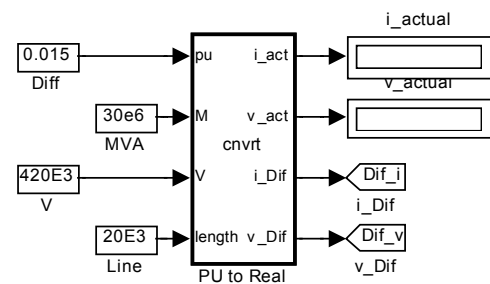 i_actual
0.015
pu
i_act
Diff
v_actual
30e6
M
v_act
MVA
cnvrt
420E3
V
i_Dif
Dif_i
V
i_Dif
20E3
length
v_Dif
Dif_v
Line
PU to Real
v_Dif